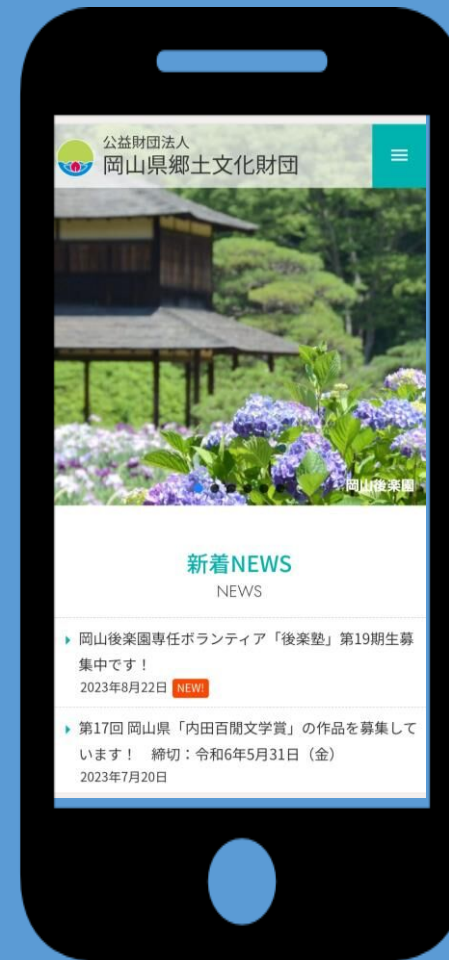 公益財団法人
岡山県郷土文化財団
岡山後楽園
新着NEWS
NEWS
岡山後楽園専任ボランティア「後楽塾」第19期生募
集中です！
2023年8月22日 NEW!
第17回 岡山県「内田百閒文学賞」の作品を募集して
います！　締切：令和6年5月31日（金）
2023年7月20日